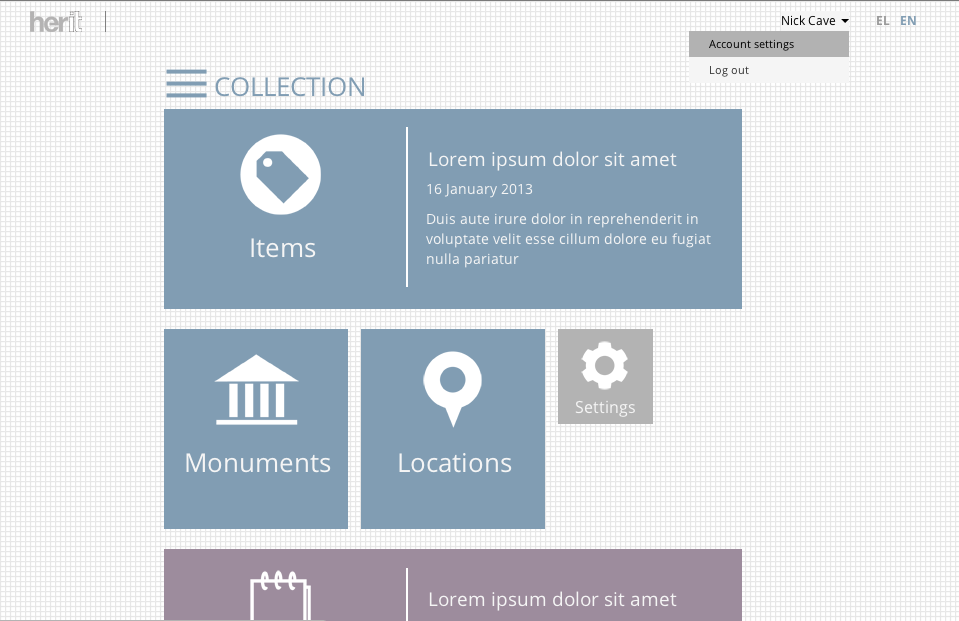 herit
Nick Cave
EL EN
Account settings
Log out
COLLECTION
Items
Lorem ipsum dolor sit amet
16 January 2013
Duis aute irure dolor in reprehenderit in
voluptate velit esse cillum dolore eu fugiat
nulla pariatur
Monuments
Locations
Settings
Lorem ipsum dolor sit amet